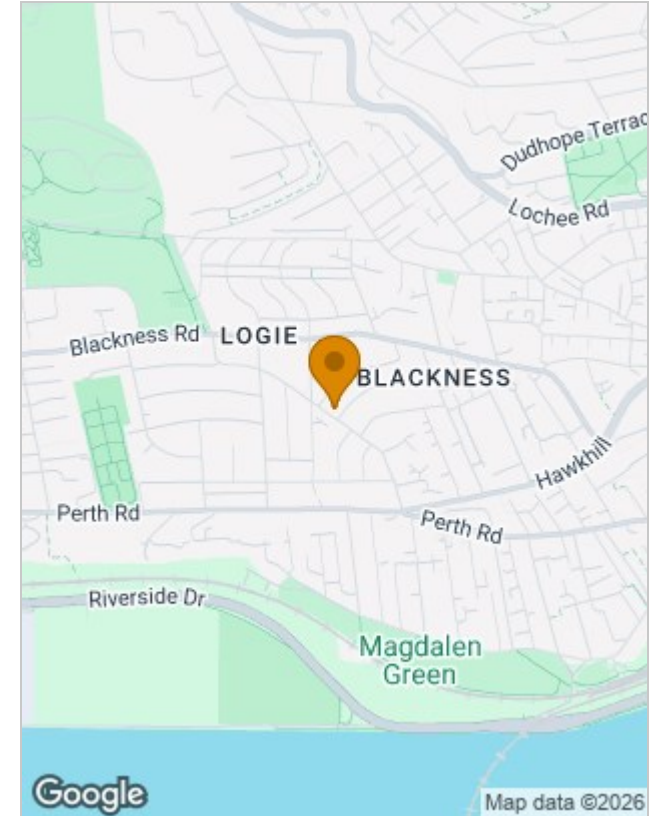 Dudhope Terrac
Lochee Rd
Blackness Rd
LOGIE
BLACKNESS
Hawkhill
Perth Rd
Perth Rd
Riverside Dr
Magdalen
Green
Google
Map data ©2026